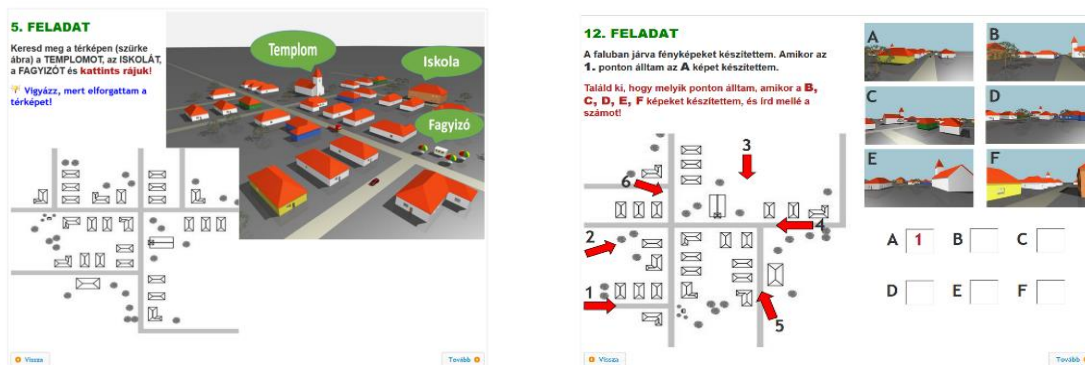 5. FELADAT
Keresd meg a térképen (szürke
ábra) a TEMPLOMOT, az ISKOLÁT,
a FAGYIZÓT és kattints rájuk!
Vigyázz, mert elforgattam a
térképet!
Templom
Iskola
Fagyizó
Vissza
Tovább
12. FELADAT
A faluban járva fényképeket készítettem. Amikor az
1. ponton álltam az A képet készítettem.
Találd ki, hogy melyik ponton álltam, amikor a B,
C, D, E, F képeket készítettem, és írd mellé a
számot!
A
B
C
D
E
F
3
6
2
4
1
5
A 1 B C
D E F
Vissza
Tovább